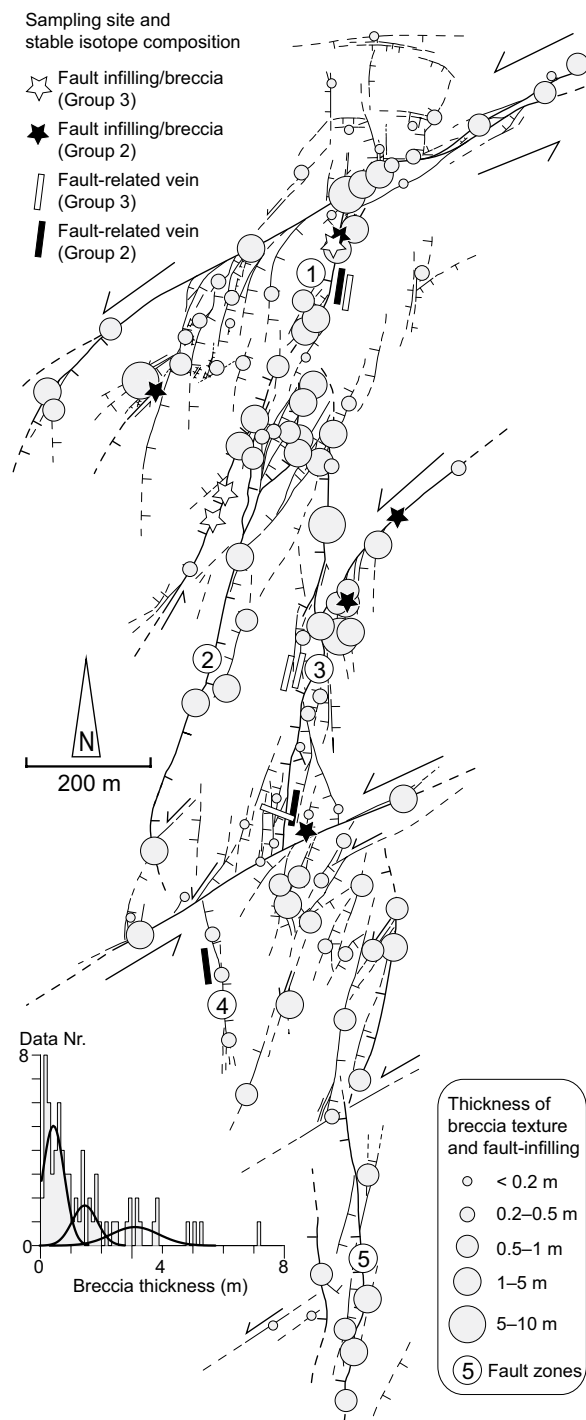 Sampling site and
stable isotope composition
Fault infilling/breccia
(Group 3)
Fault infilling/breccia
(Group 2)
Fault-related vein
(Group 3)
Fault-related vein
(Group 2)
1
2
3
N
200 m
4
Data Nr.
8
4
0
0 4 8
Breccia thickness (m)
5
Thickness of
breccia texture
and fault-infilling
< 0.2 m
0.2–0.5 m
0.5–1 m
1–5 m
5–10 m
5 Fault zones